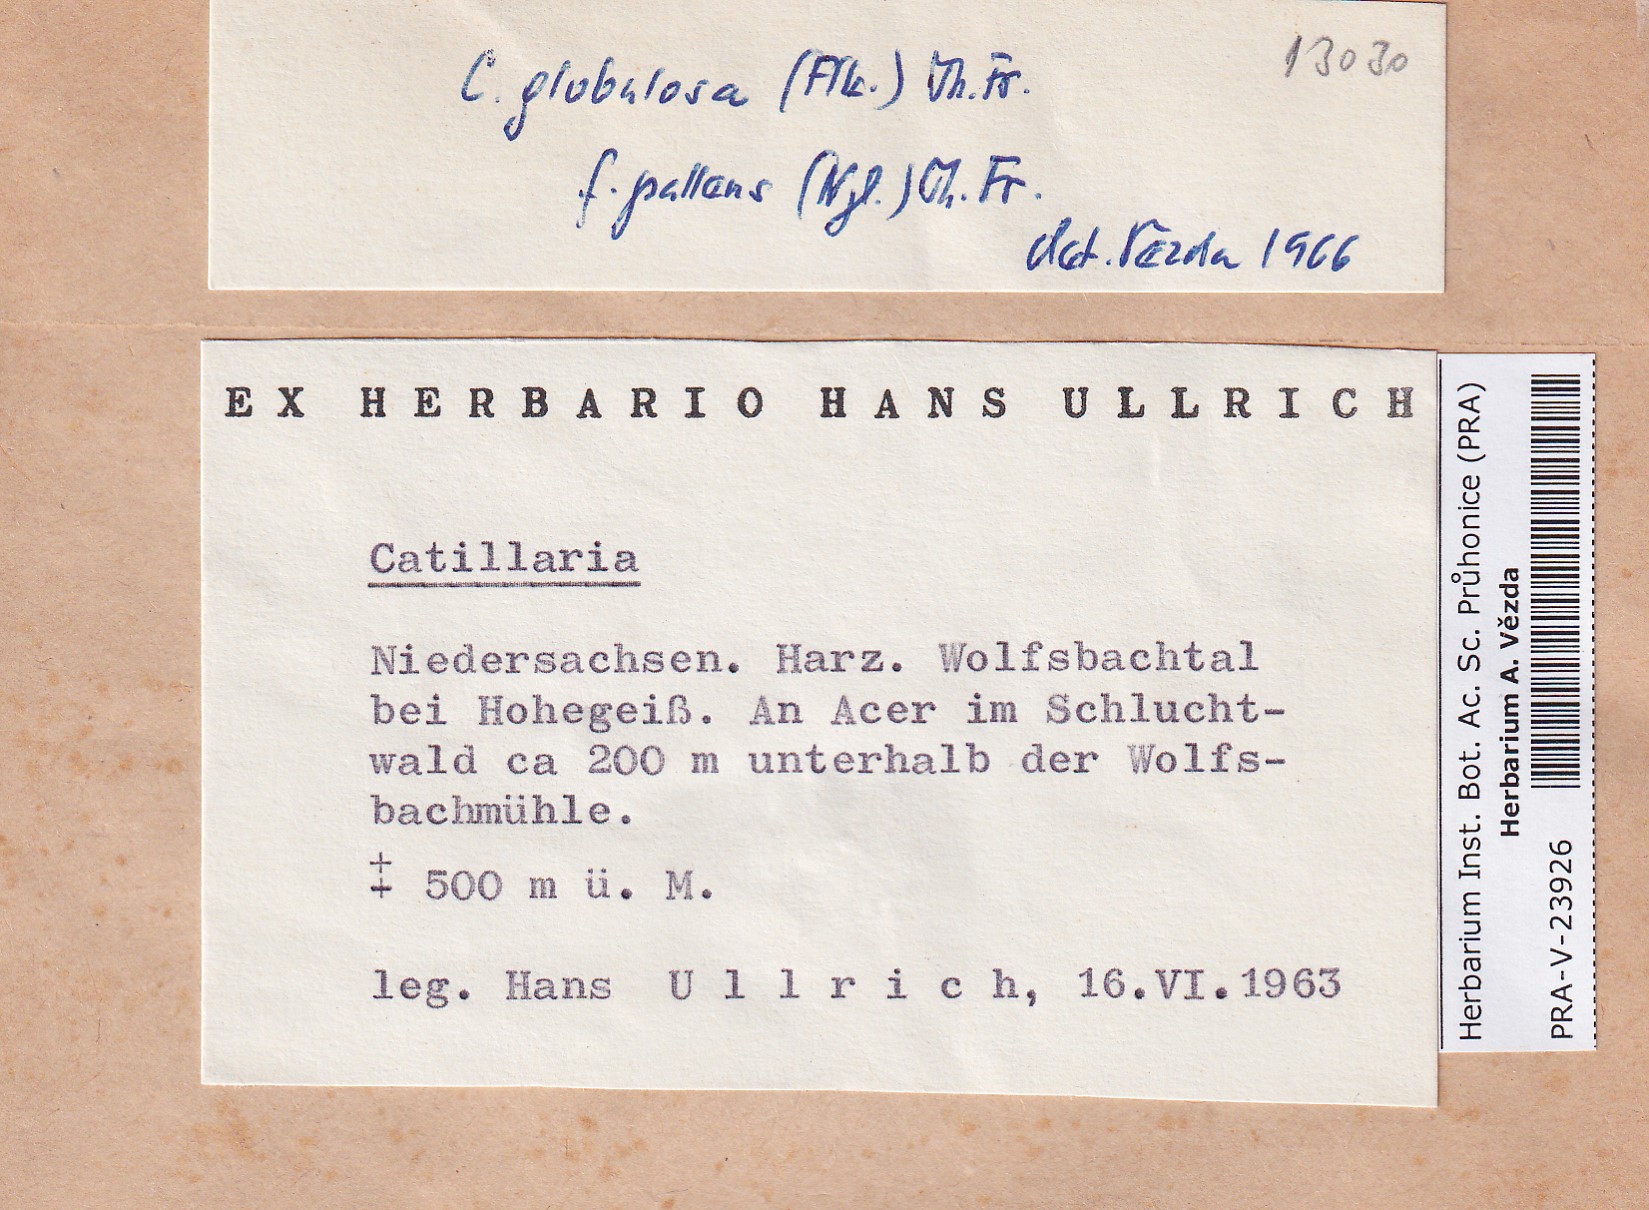 13030
C. globulosa (Flk.) Th. Fr.
f. pallens (Nyl.) Th. Fr.
det. Vězda 1966
EX HERBARIO HANS ULLRICH
Catillaria
Niedersachsen. Harz. Wolfsbachtal
bei Hohegeiß. An Acer im Schlucht-
wald ca 200 m unterhalb der Wolfs-
bachmühle.
± 500 m ü. M.
leg. Hans U l l r i c h, 16.VI.1963
Herbarium Inst. Bot. Ac. Sc. Průhonice (PRA)
Herbarium A. Vězda
PRA-V-23926